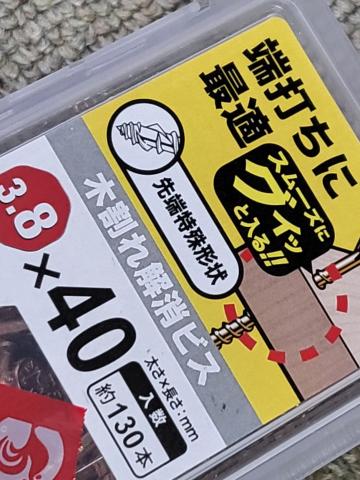 端打ちに
最適
スムーズに
グイッ
と入る!!
先端特殊形状
木割れ解消ビス
3.8
×40
太さ×長さ:mm
入数
約130本